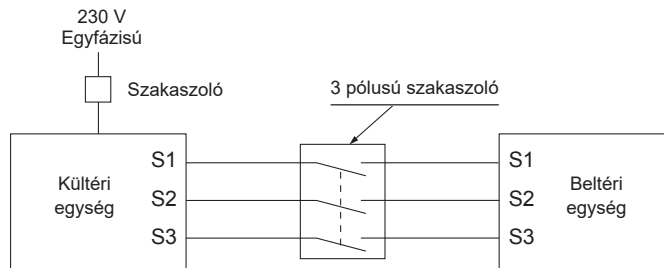 230 V
Egyfázisú
Szakaszoló
3 pólusú szakaszoló
Kültéri
egység
S1
S2
S3
S1
S2
S3
Beltéri
egység